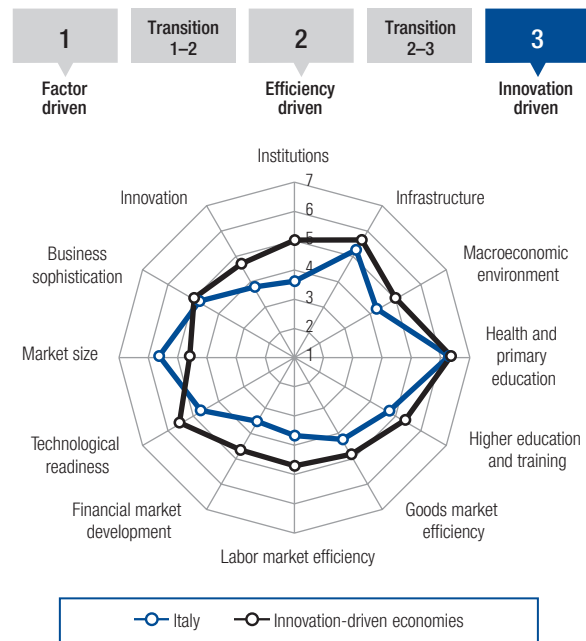 1
Transition
1–2
2
Transition
2–3
3
Factor
driven
Efficiency
driven
Innovation
driven
Institutions
7
6
5
4
3
2
1
Infrastructure
Macroeconomic
environment
Health and
primary
education
Higher education
and training
Goods market
efficiency
Labor market efficiency
Financial market
development
Technological
readiness
Market size
Business
sophistication
Innovation
Italy
Innovation-driven economies